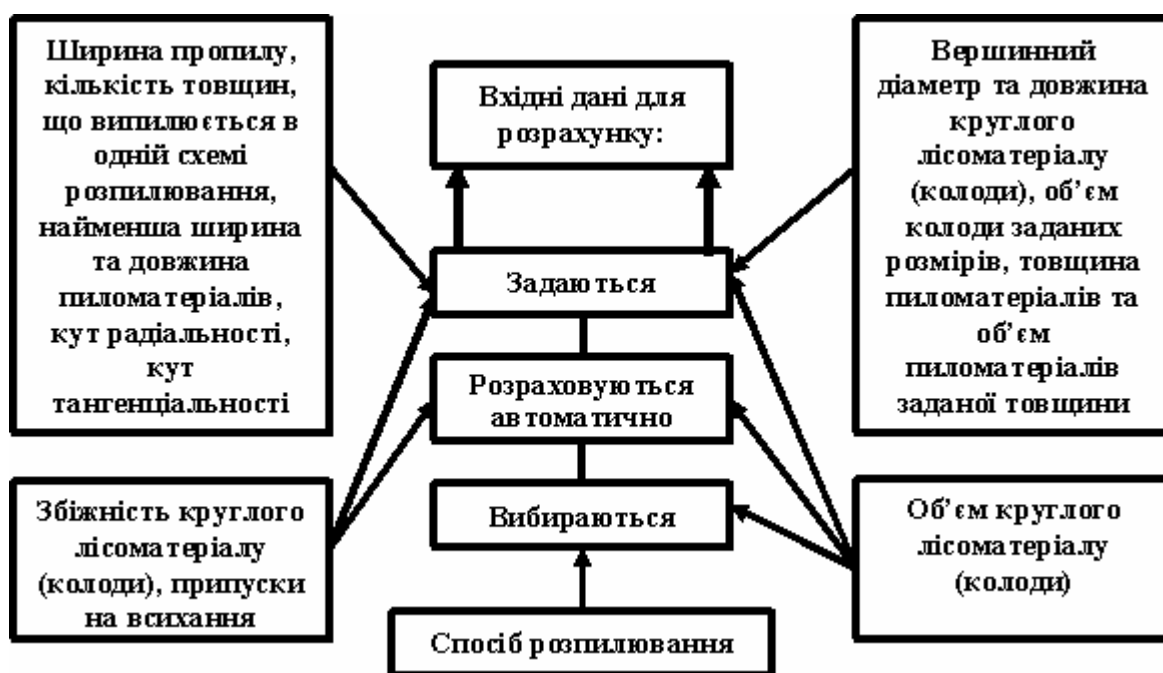 Ширина пропилу,
кількість товщин,
що випилюється в
одній схемі
розпилювання,
найменша ширина
та довжина
пиломатеріалів,
кут радіальності,
кут
тангенціальності
Вхідні дані для
розрахунку:
Вершинний
діаметр та довжина
круглого
лісоматеріалу
(колоди), об’єм
колоди заданих
розмірів, товщина
пиломатеріалів та
об’єм
пиломатеріалів
заданої товщини
Задаються
Розраховуються
автоматично
Вибираються
Збіжність круглого
лісоматеріалу
(колоди), припуски
на всихання
Об’єм круглого
лісоматеріалу
(колоди)
Спосіб розпилювання